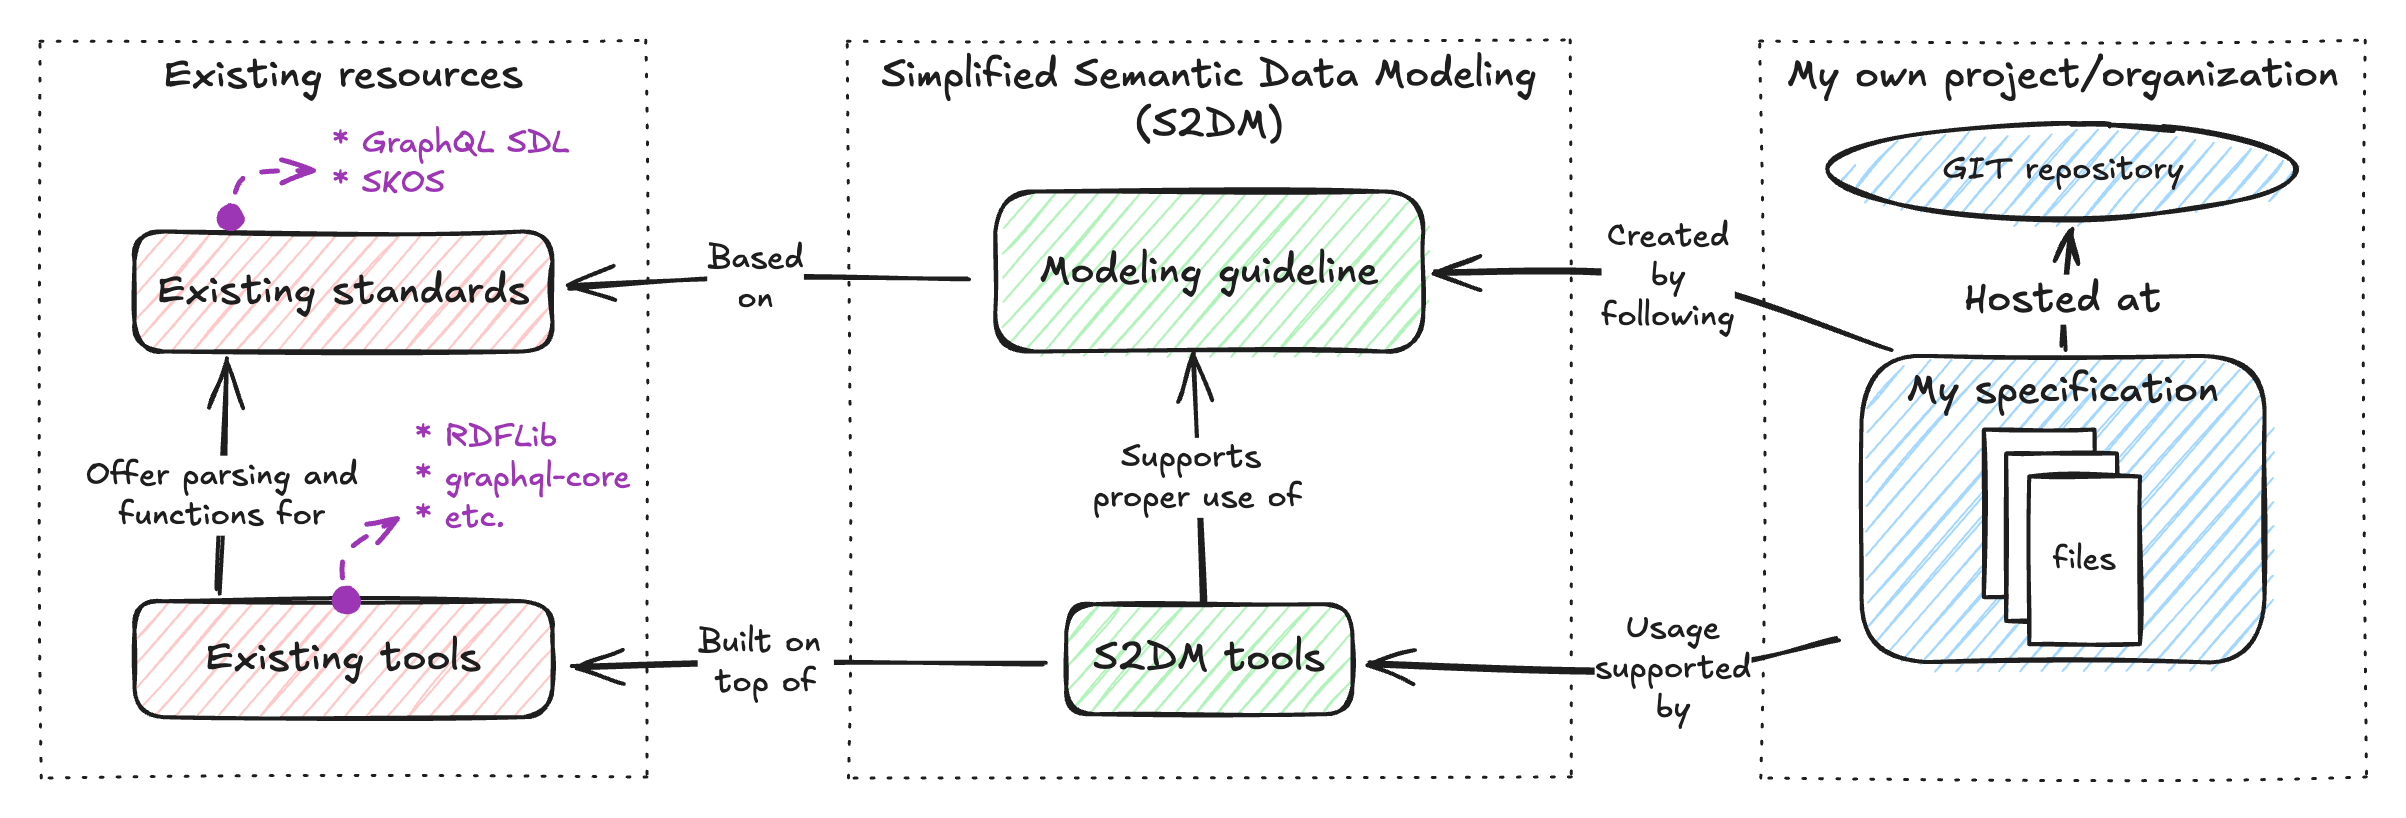 Existing resources
* GraphQL SDL
* SKOS
Existing standards
Offer parsing and
functions for
* RDFLib
* graphql-core
* etc.
Existing tools
Based
on
Built on
top of
Simplified Semantic Data Modeling
(S2DM)
Modeling guideline
Supports
proper use of
S2DM tools
Created
by
following
Usage
supported
by
My own project/organization
GIT repository
Hosted at
My specification
files